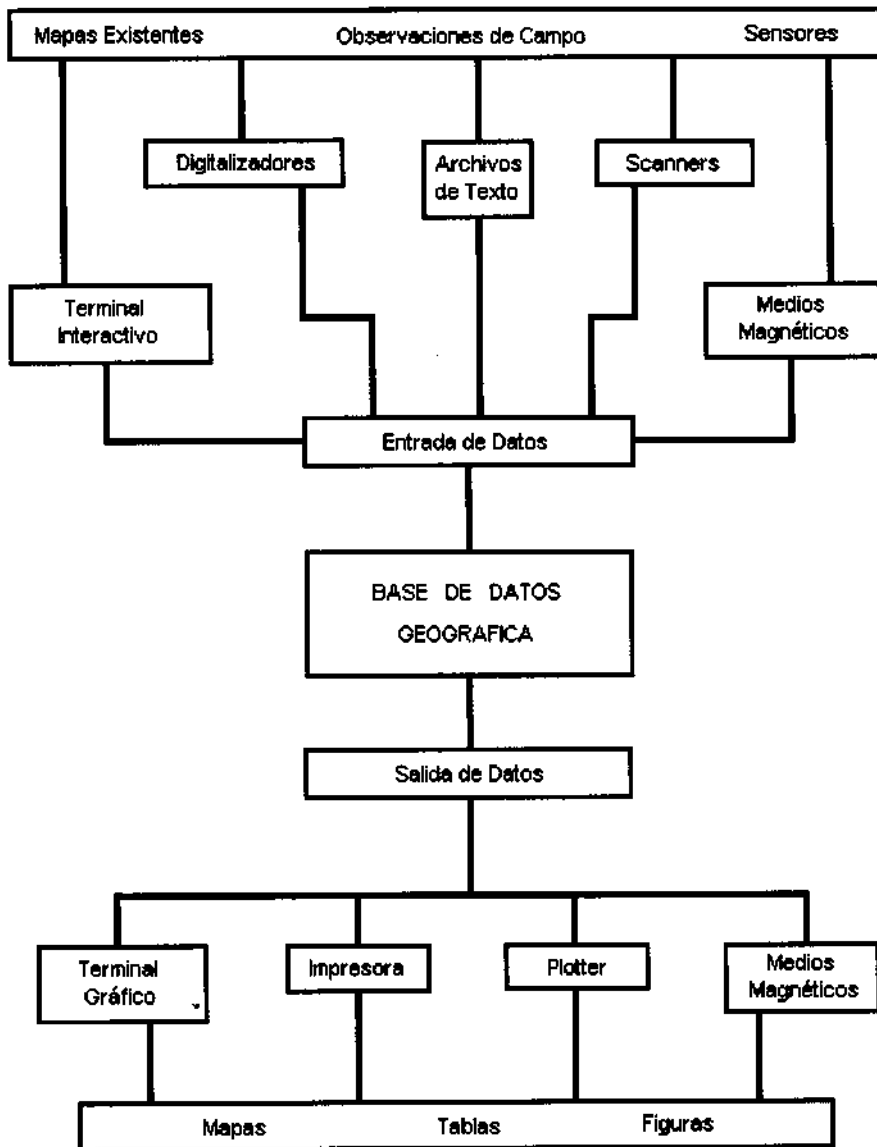 Mapas Existentes Observaciones de Campo Sensores
Digitalizadores
Archivos
de Texto
Scanners
Terminal
Interactivo
Medios
Magnéticos
Entrada de Datos
BASE DE DATOS
GEOGRAFICA
Salida de Datos
Terminal
Gráfico
Impresora
Plotter
Medios
Magnéticos
Mapas Tablas Figuras